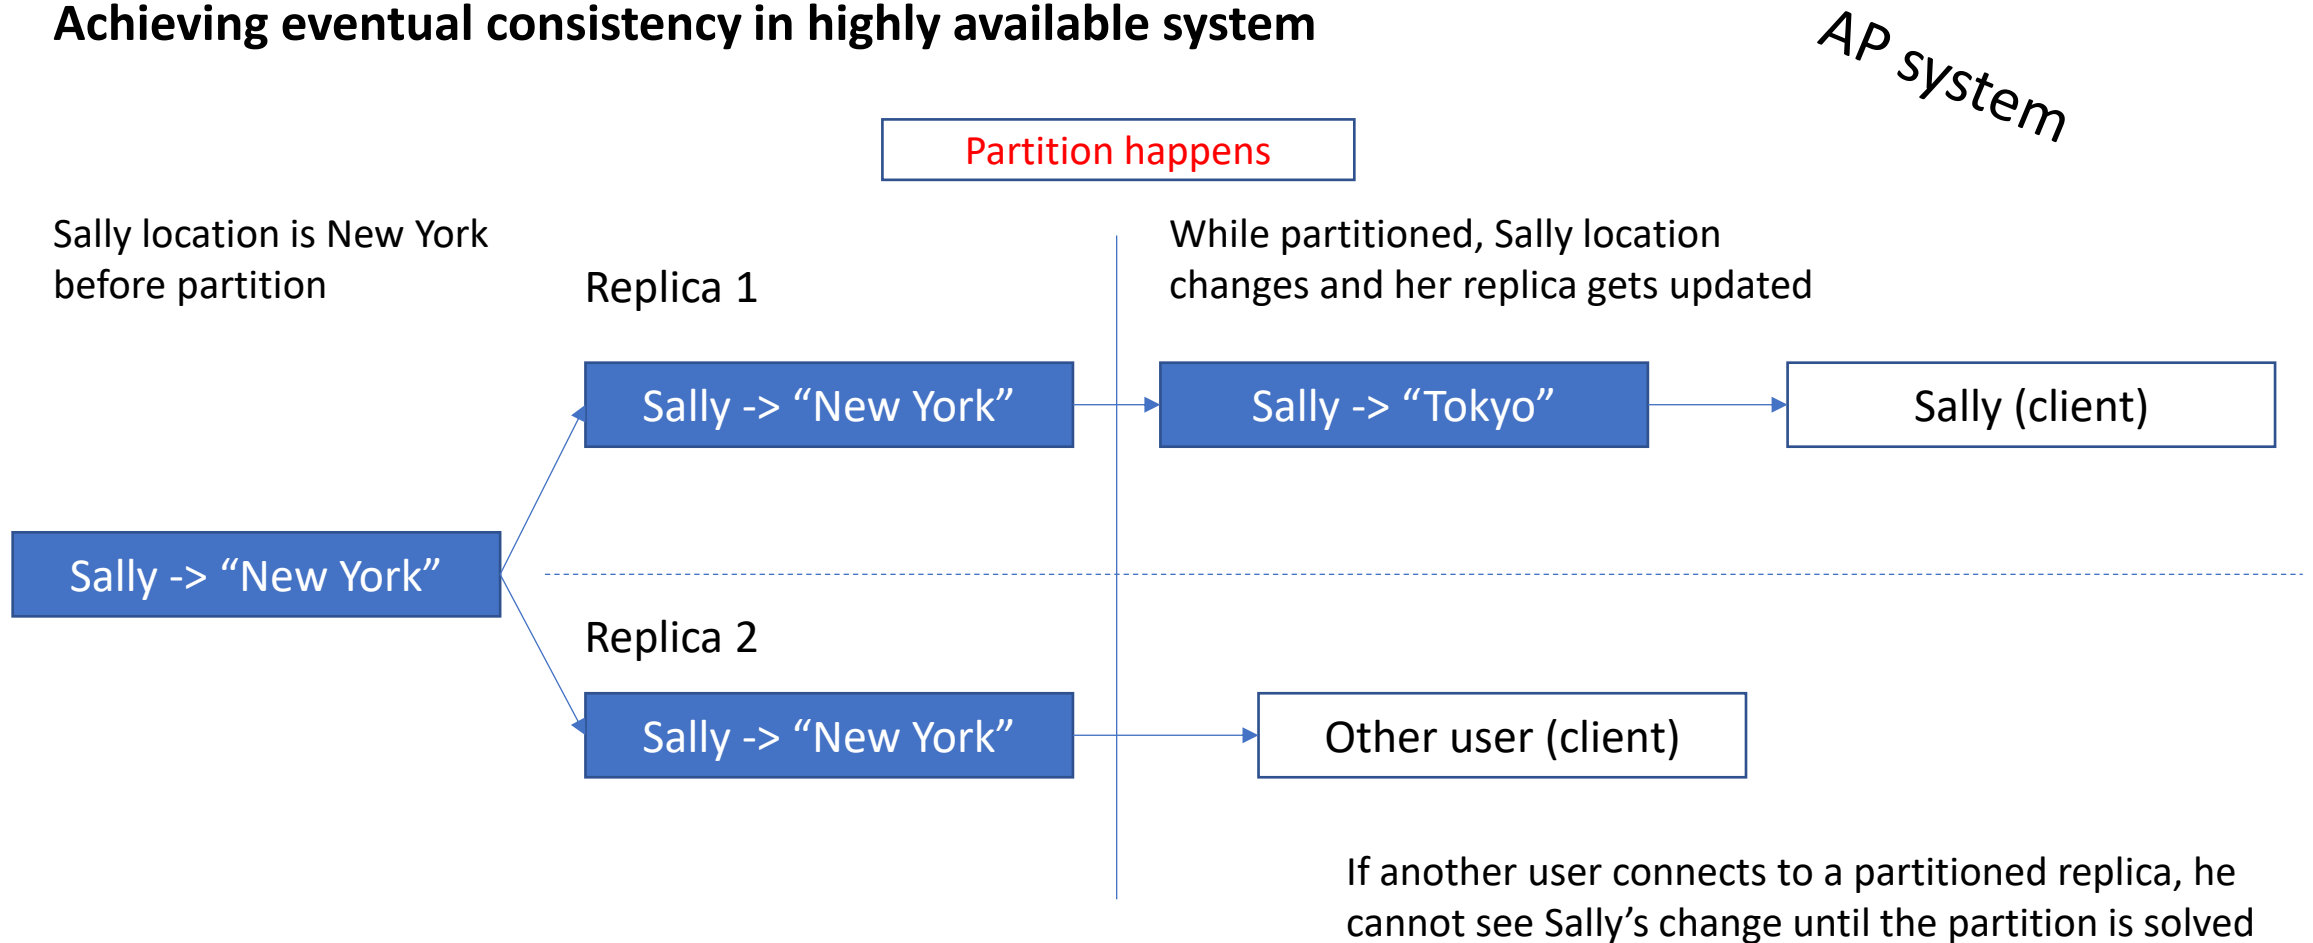 Achieving eventual consistency in highly available system
AP system
Partition happens
Sally location is New York
before partition
Replica 1
While partitioned, Sally location
changes and her replica gets updated
Sally -> “New York”
Sally -> “Tokyo”
Sally (client)
Sally -> “New York”
Replica 2
Sally -> “New York”
Other user (client)
If another user connects to a partitioned replica, he
cannot see Sally’s change until the partition is solved